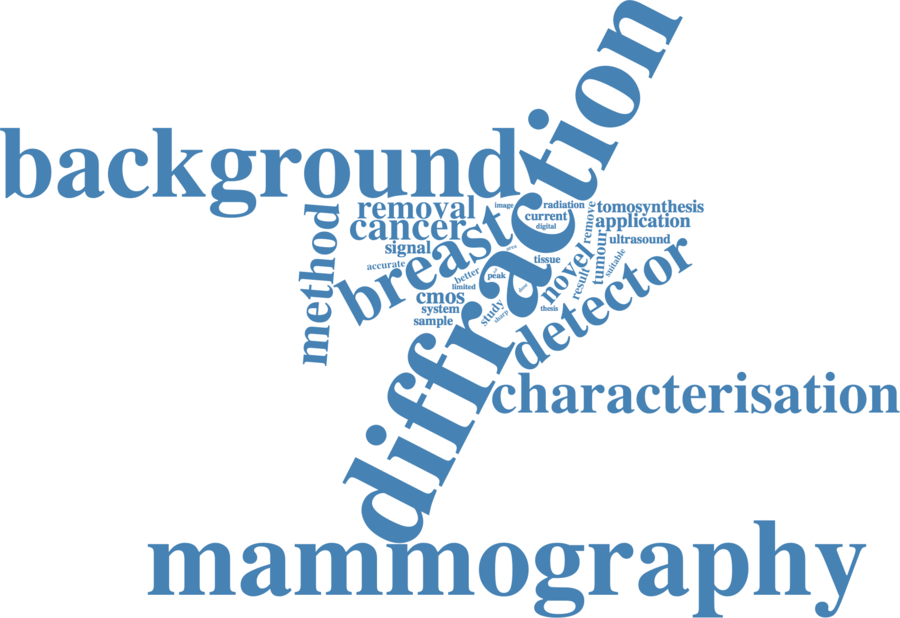 diffraction
background
mammography
characterisation
breast
detector
method
removal
cancer
signal
accurate
better
limited
cmos
system
sample
study
sharp
peak
image
radiation
current
digital
area
tissue
novel
result
thesis
remove
tumour
suitable
tomosynthesis
application
ultrasound